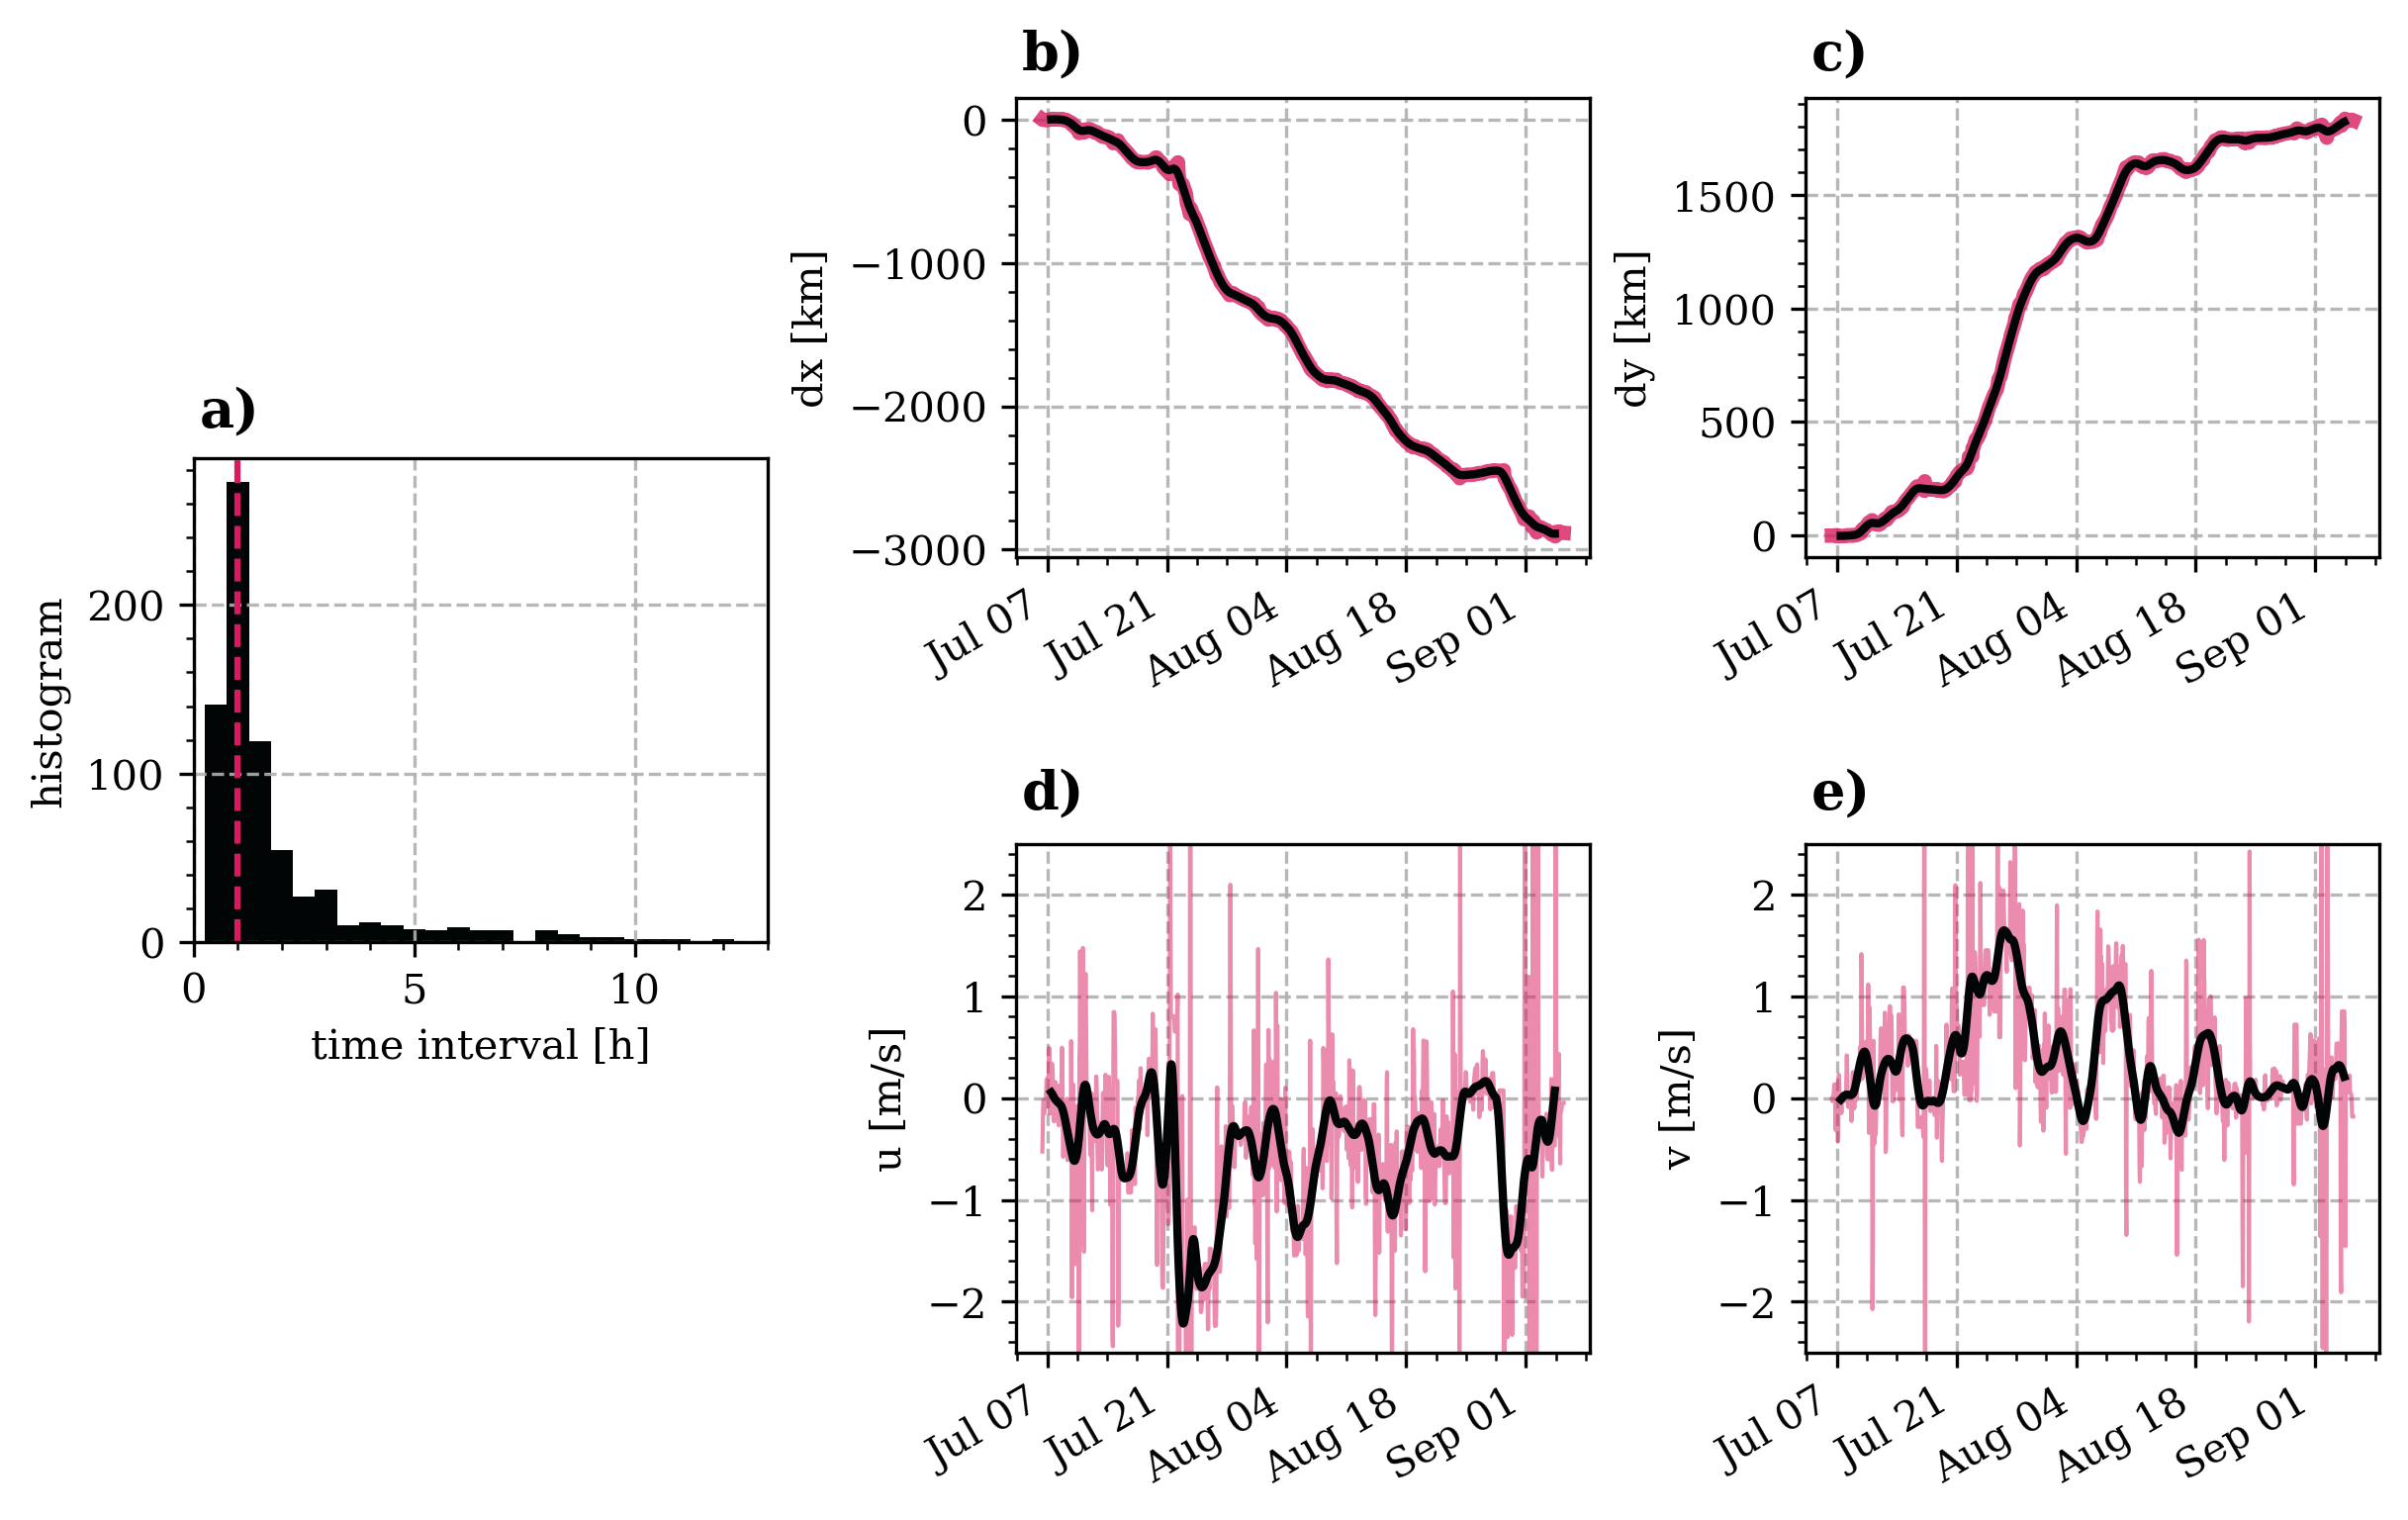 a)
histogram
200
100
0
0 5 10
time interval [h]
b)
dx [km]
0
−1000
−2000
−3000
Jul 07 Jul 21 Aug 04 Aug 18 Sep 01
c)
dy [km]
1500
1000
500
0
Jul 07 Jul 21 Aug 04 Aug 18 Sep 01
d)
u [m/s]
2
1
0
−1
−2
Jul 07 Jul 21 Aug 04 Aug 18 Sep 01
e)
v [m/s]
2
1
0
−1
−2
Jul 07 Jul 21 Aug 04 Aug 18 Sep 01